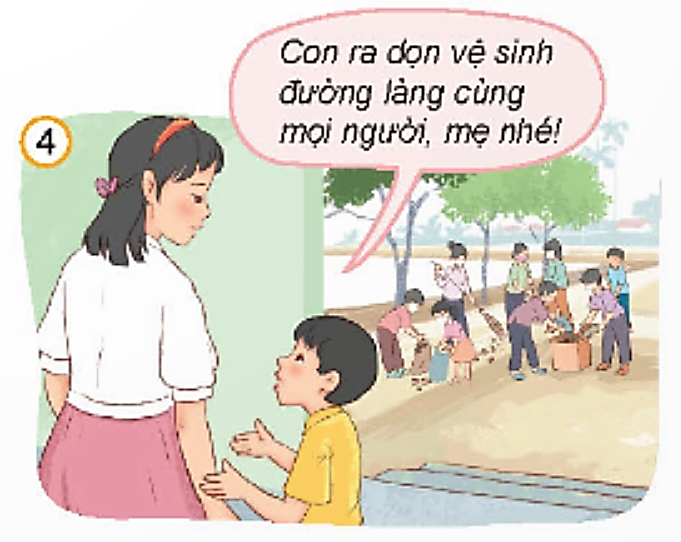 Con ra dọn vệ sinh
đường làng cùng
mọi người, mẹ nhé!
4